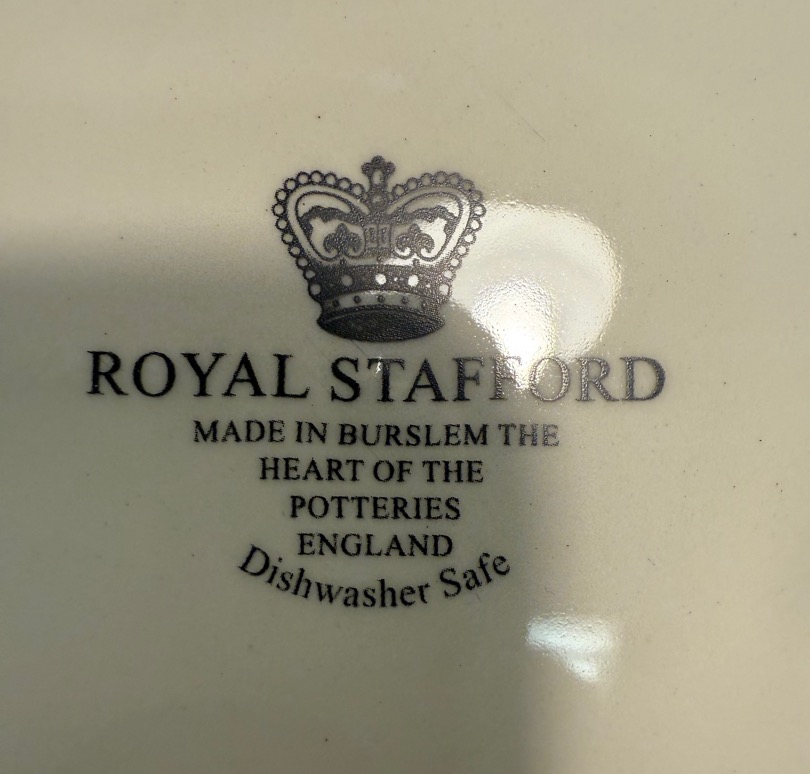 ROYAL STAFFORD
MADE IN BURSLEM THE
HEART OF THE
POTTERIES
ENGLAND
Dishwasher Safe